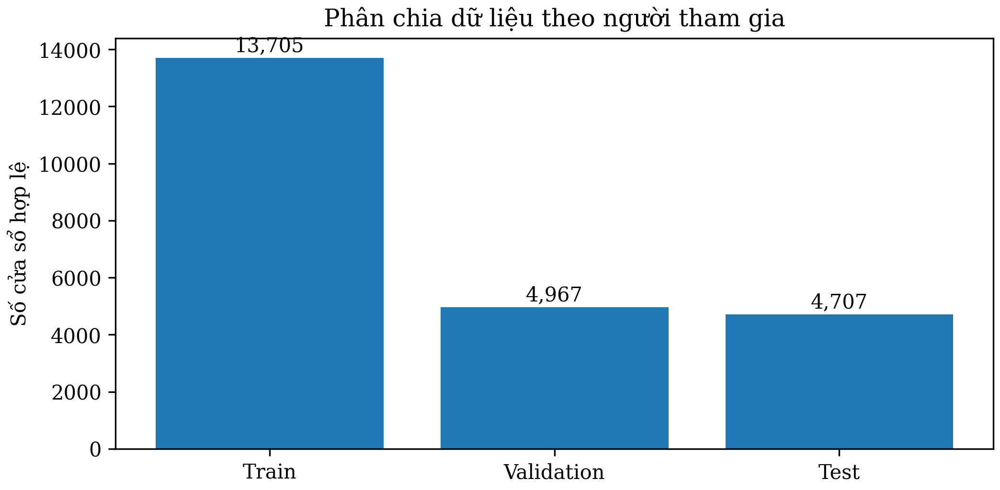 Phân chia dữ liệu theo người tham gia
Số cửa sổ hợp lệ
14000
12000
10000
8000
6000
4000
2000
0
13,705
4,967
4,707
Train
Validation
Test